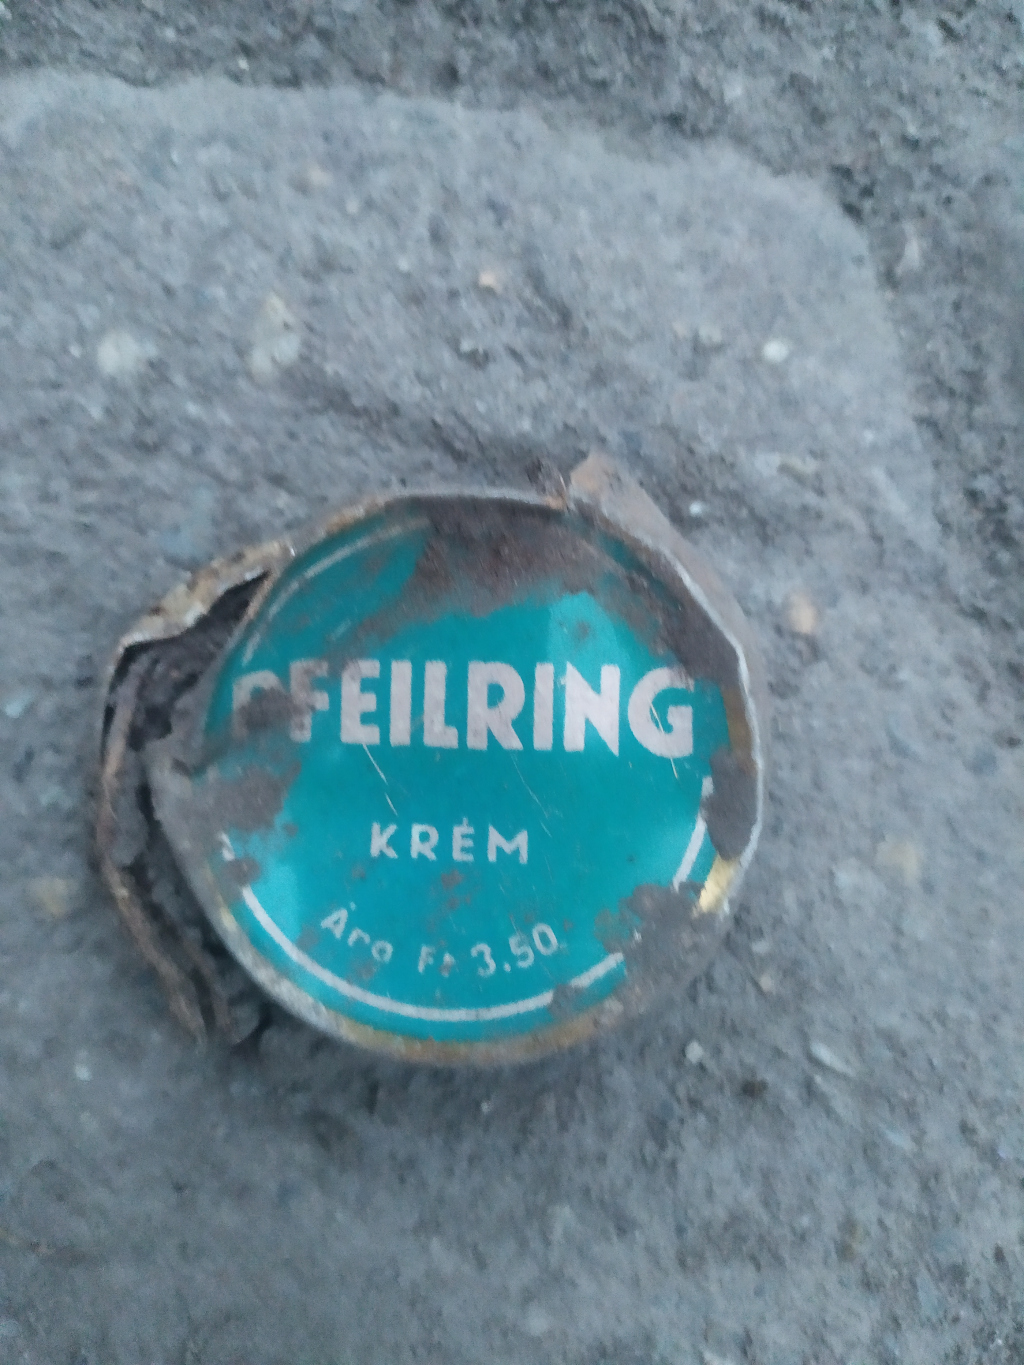 PFEILRING
KRÉM
Ára Ft 3.50